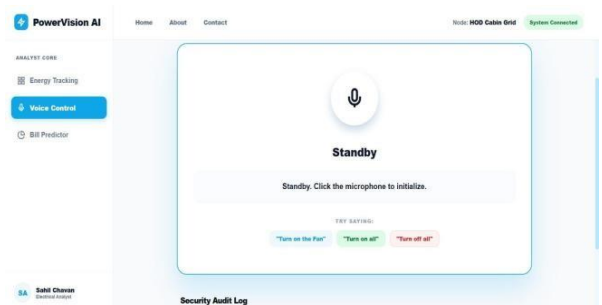 PowerVision AI
Home About Contact
Node: HOD Cabin Grid System Connected
ANALYST CORE
Energy Tracking
Voice Control
Bill Predictor
Standby
Standby. Click the microphone to initialize.
TRY SAYING:
"Turn on the Fan" "Turn on all" "Turn off all"
SA Sahil Chavan
Electrical Analyst
Security Audit Log